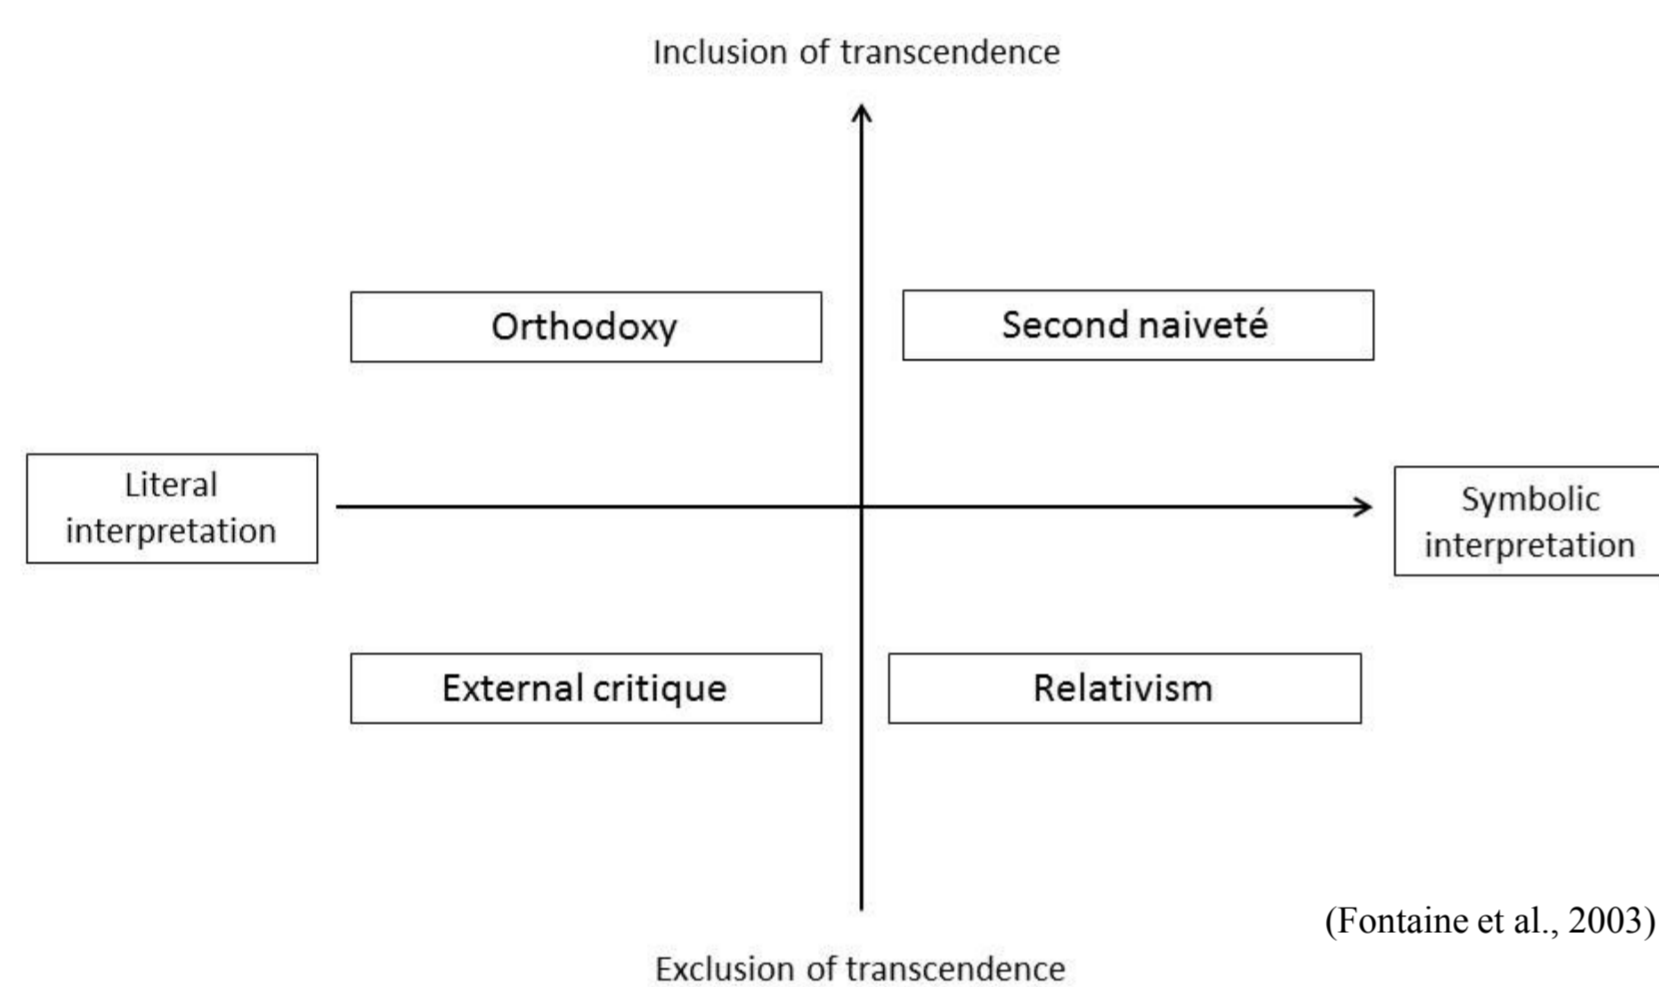 Inclusion of transcendence
Orthodoxy
Second naiveté
Literal
interpretation
Symbolic
interpretation
External critique
Relativism
(Fontaine et al., 2003)
Exclusion of transcendence